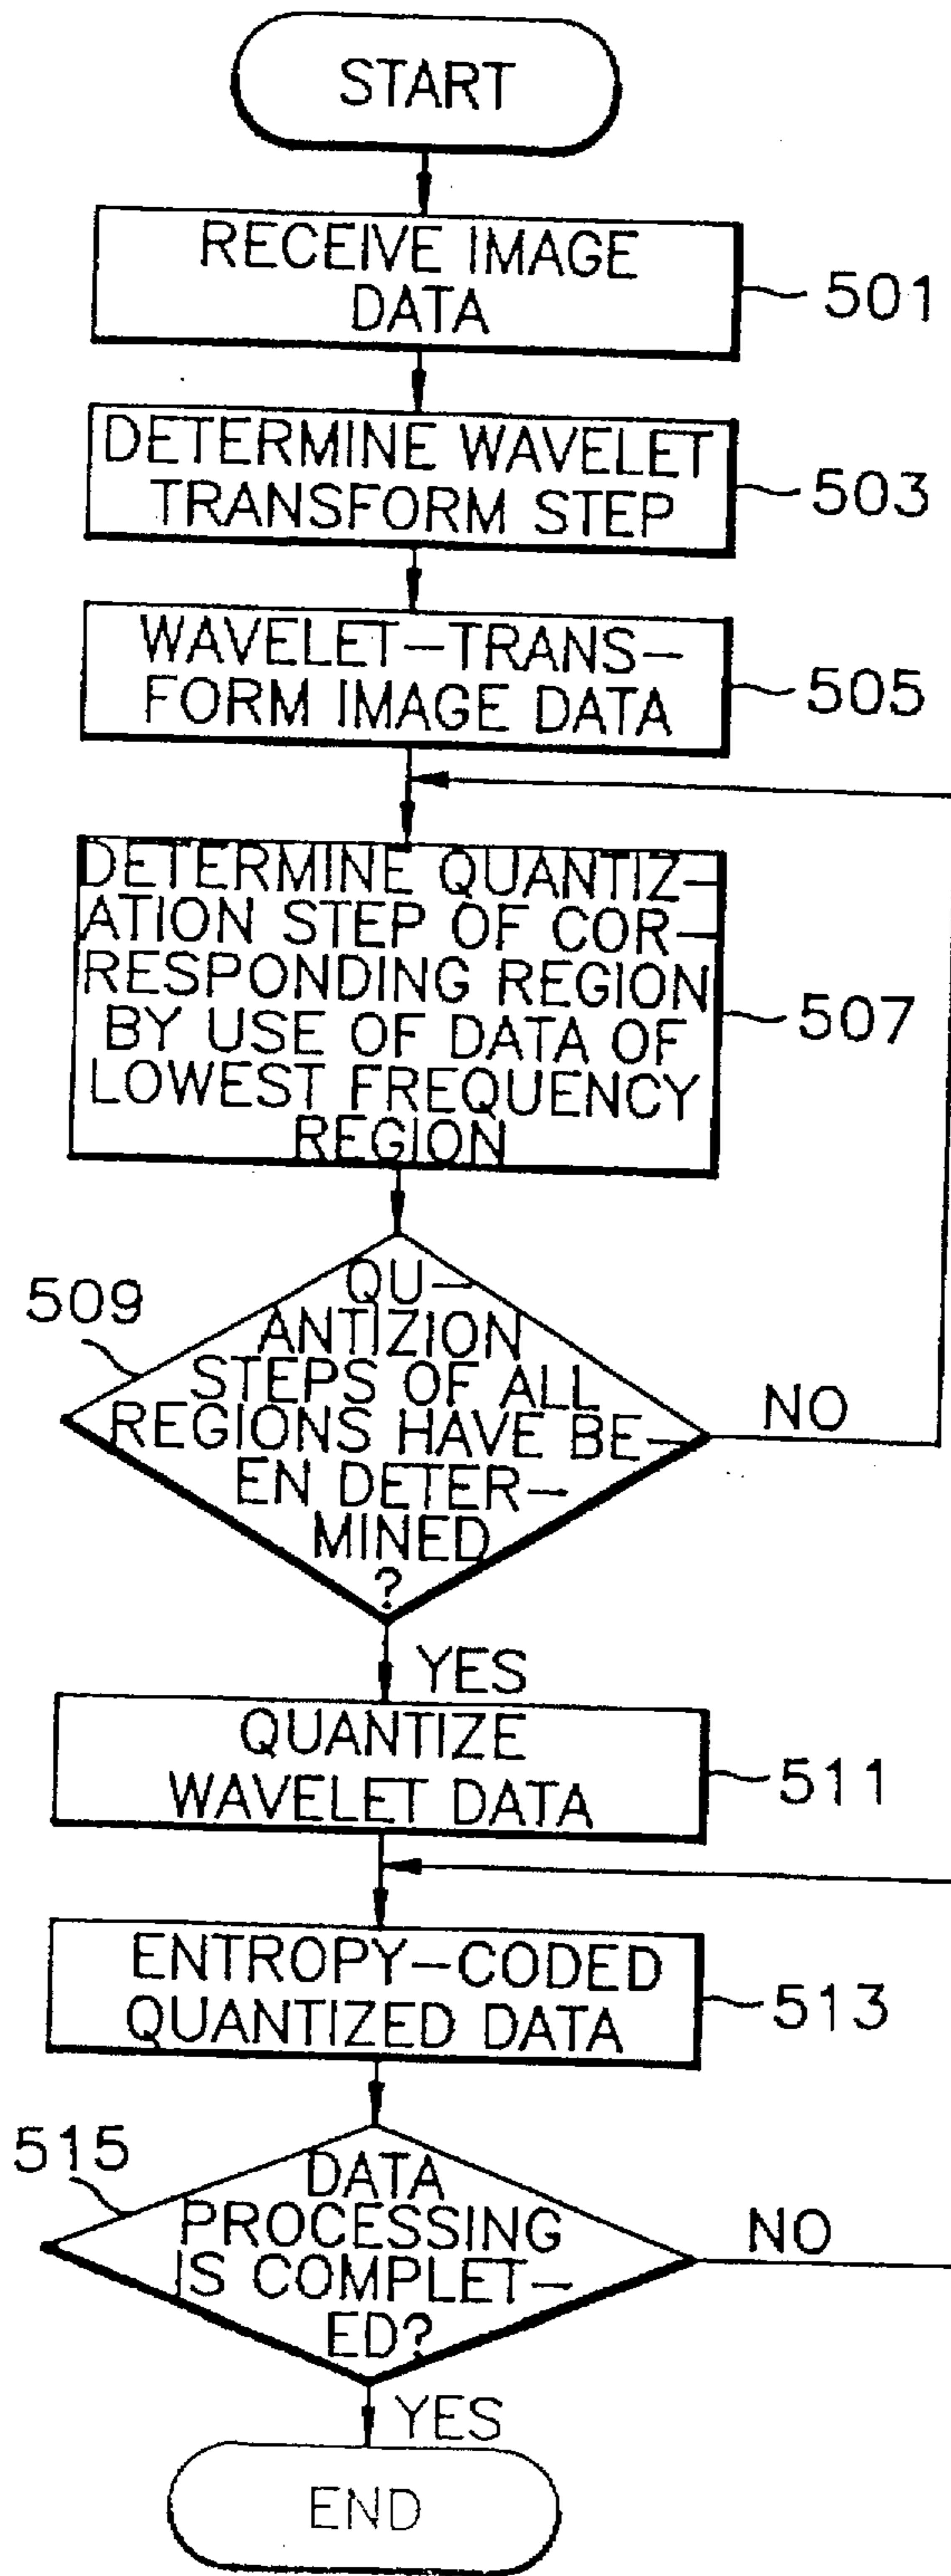 START
RECEIVE IMAGE
DATA
501
DETERMINE WAVELET
TRANSFORM STEP
503
WAVELET-TRANS-
FORM IMAGE DATA
505
DETERMINE QUANTIZ-
ATION STEP OF COR-
RESPONDING REGION
BY USE OF DATA OF
LOWEST FREQUENCY
REGION
507
509
QU-
ANTIZION
STEPS OF ALL
REGIONS HAVE BE-
EN DETER-
MINED
?
NO
YES
QUANTIZE
WAVELET DATA
511
ENTROPY-CODED
QUANTIZED DATA
513
515
DATA
PROCESSING
IS COMPLET-
ED?
NO
YES
END